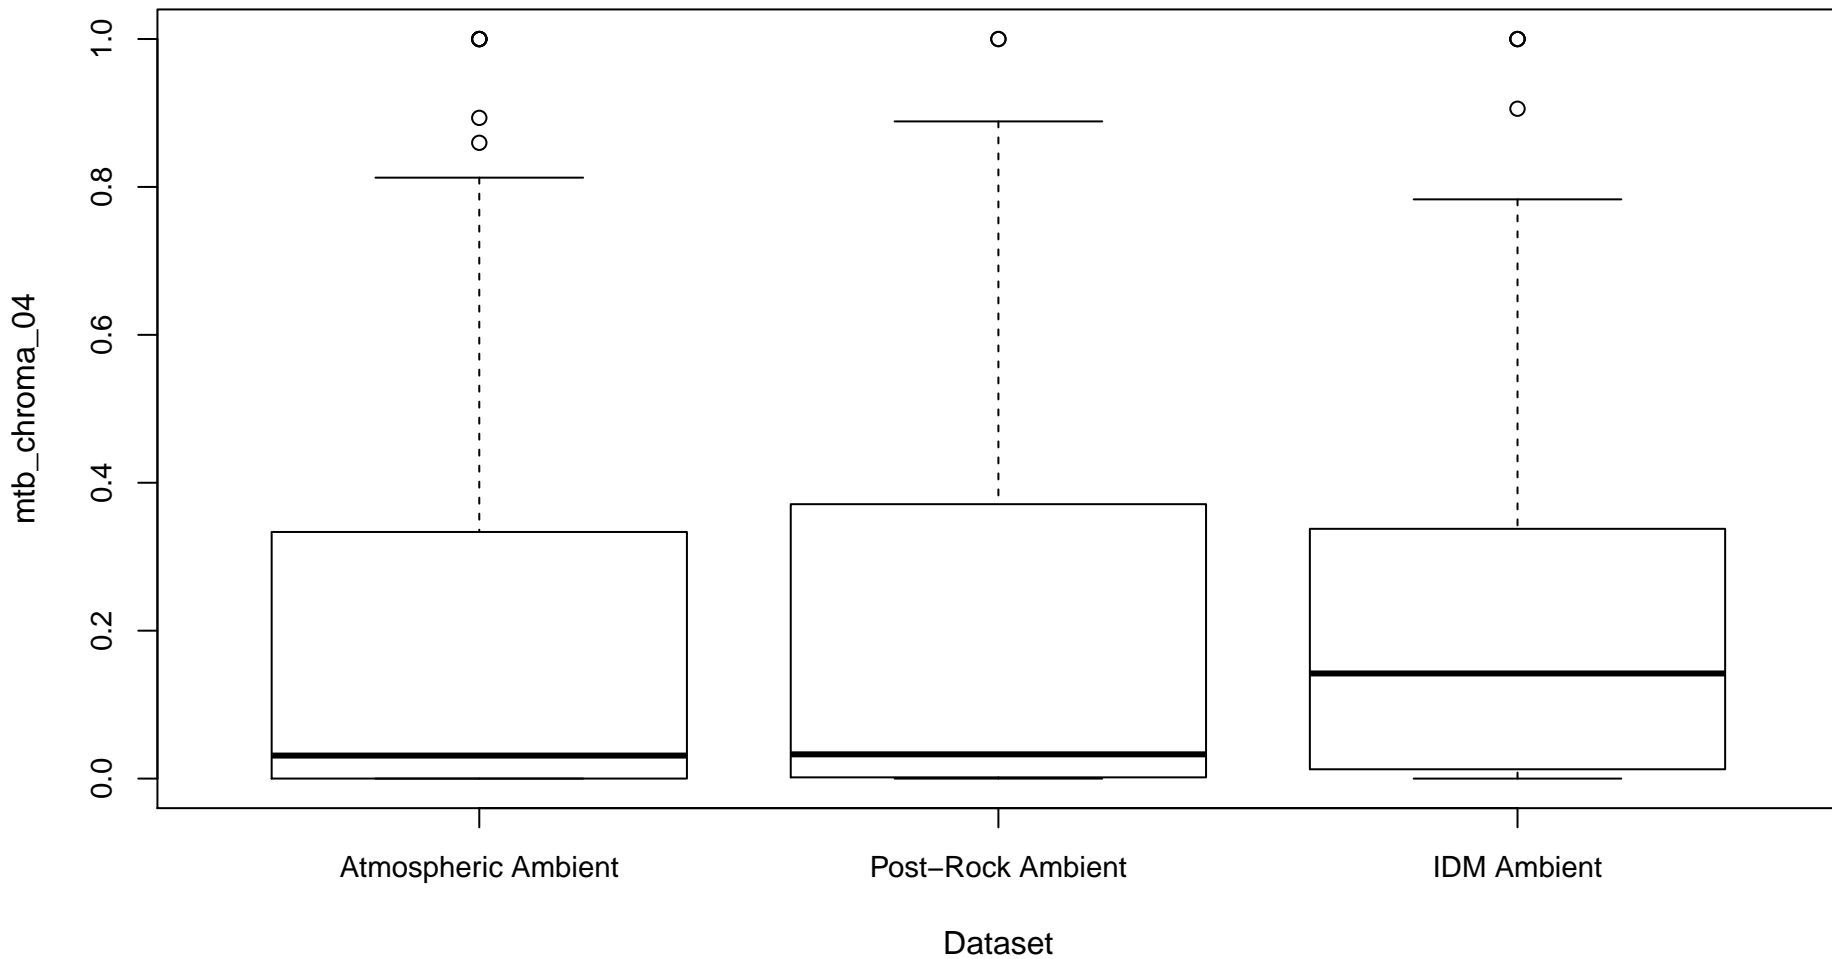 mtb_chroma_04
1.0
0.8
0.6
0.4
0.2
0.0
Atmospheric Ambient
Post−Rock Ambient
IDM Ambient
Dataset